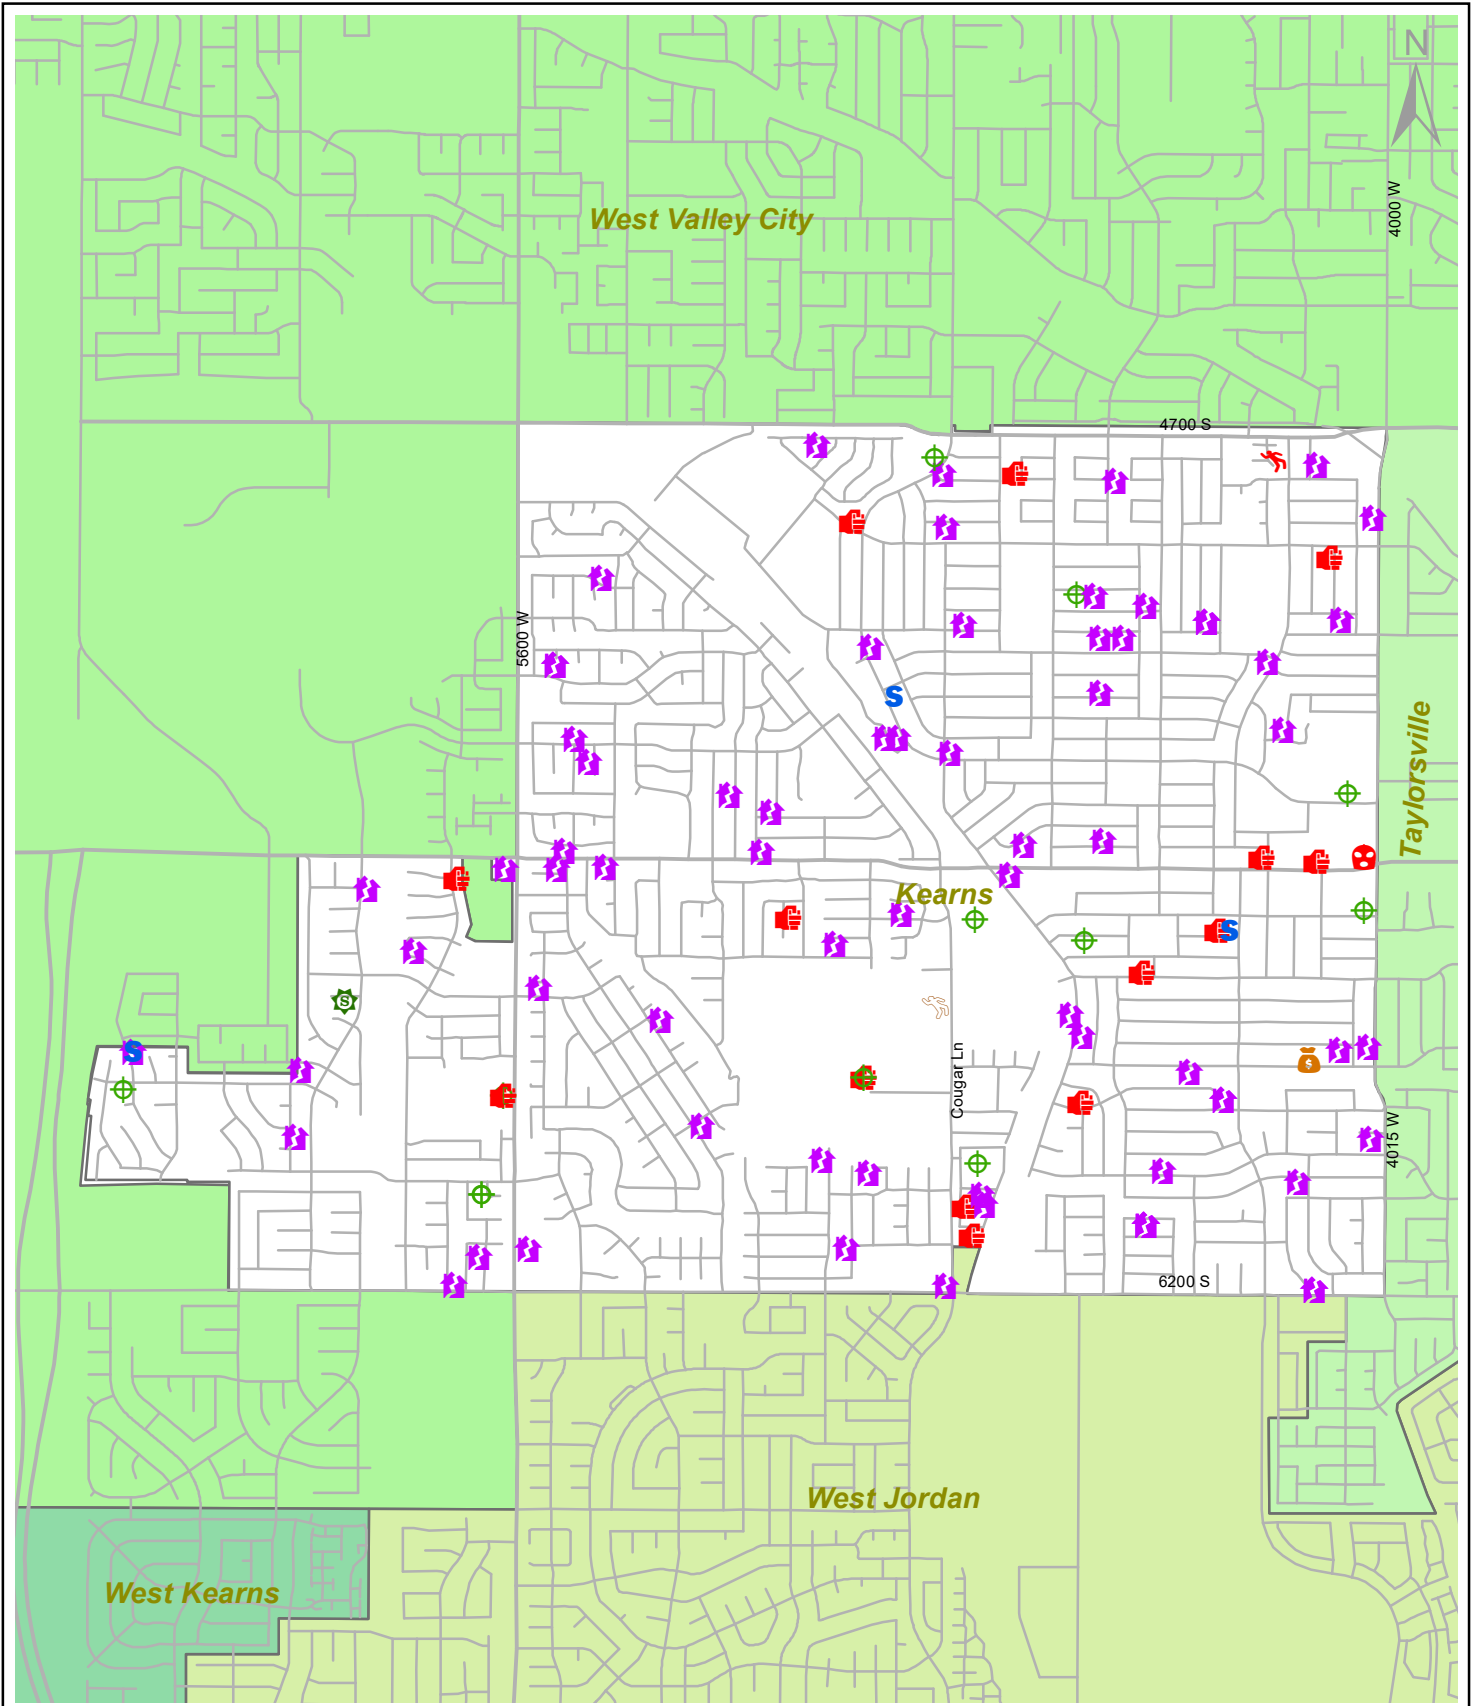 N
4000 W
West Valley City
4700 S
5600 W
S
Taylorsville
Kearns
S
S
S
$
Cougar Ln
4015 W
6200 S
West Jordan
West Kearns